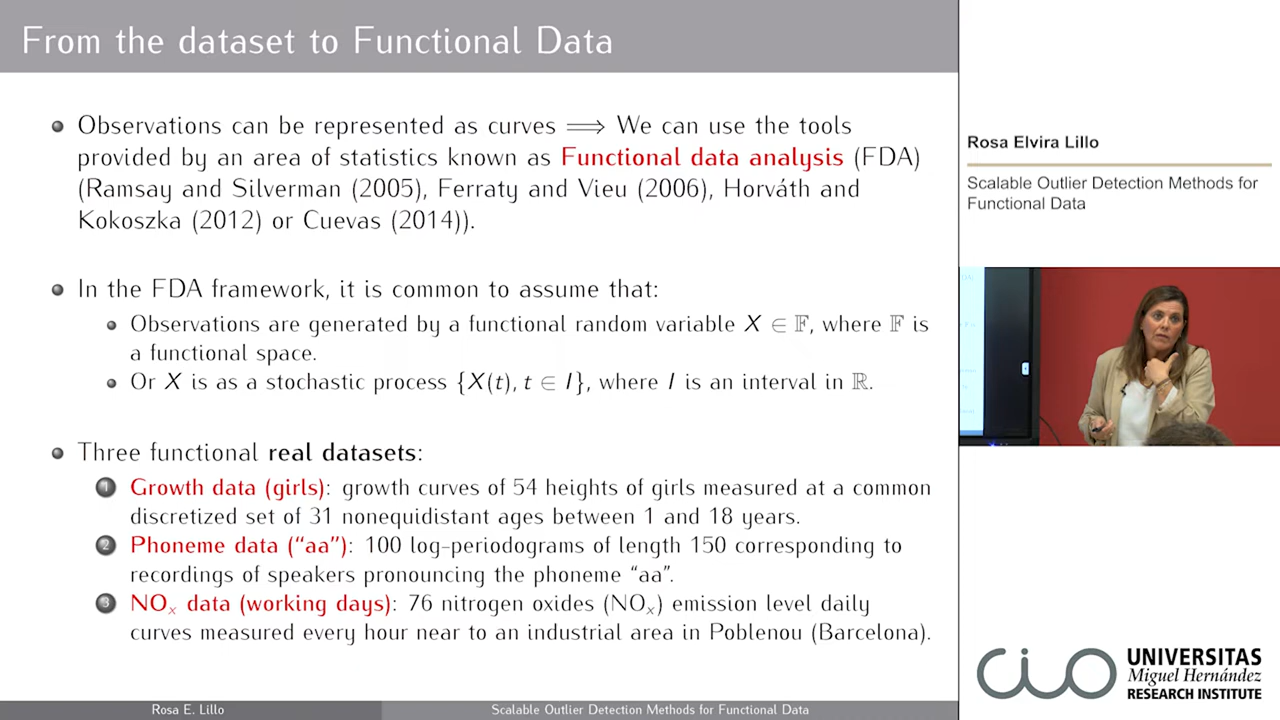 From the dataset to Functional Data
Observations can be represented as curves ⟹ We can use the tools
provided by an area of statistics known as Functional data analysis (FDA)
(Ramsay and Silverman (2005), Ferraty and Vieu (2006), Horváth and
Kokoszka (2012) or Cuevas (2014)).
In the FDA framework, it is common to assume that:
Observations are generated by a functional random variable X ∈ 𝔽, where 𝔽 is
a functional space.
Or X is as a stochastic process {X(t), t ∈ I}, where I is an interval in ℝ.
Three functional real datasets:
1 Growth data (girls): growth curves of 54 heights of girls measured at a common
discretized set of 31 nonequidistant ages between 1 and 18 years.
2 Phoneme data (“aa”): 100 log-periodograms of length 150 corresponding to
recordings of speakers pronouncing the phoneme “aa”.
3 NOx data (working days): 76 nitrogen oxides (NOx) emission level daily
curves measured every hour near to an industrial area in Poblenou (Barcelona).
Rosa E. Lillo
Scalable Outlier Detection Methods for Functional Data
Rosa Elvira Lillo
Scalable Outlier Detection Methods for
Functional Data
cio
UNIVERSITAS
Miguel Hernández
RESEARCH INSTITUTE